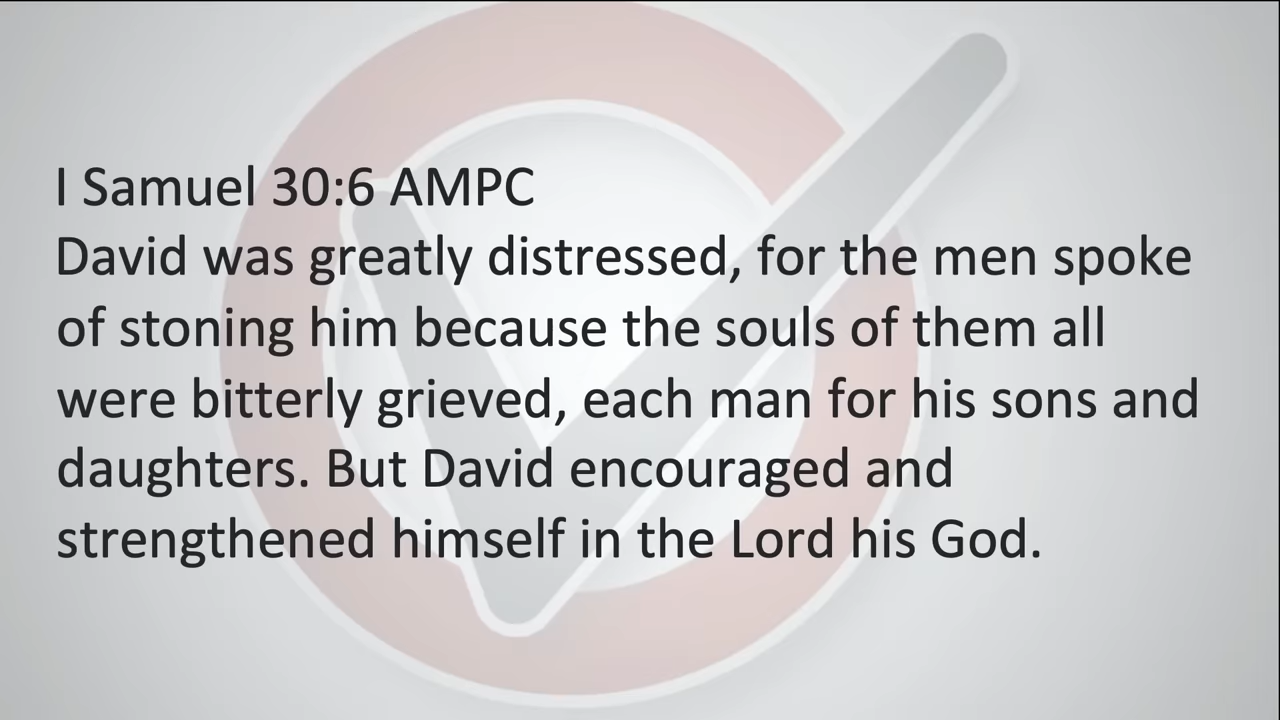 I Samuel 30:6 AMPC
David was greatly distressed, for the men spoke
of stoning him because the souls of them all
were bitterly grieved, each man for his sons and
daughters. But David encouraged and
strengthened himself in the Lord his God.